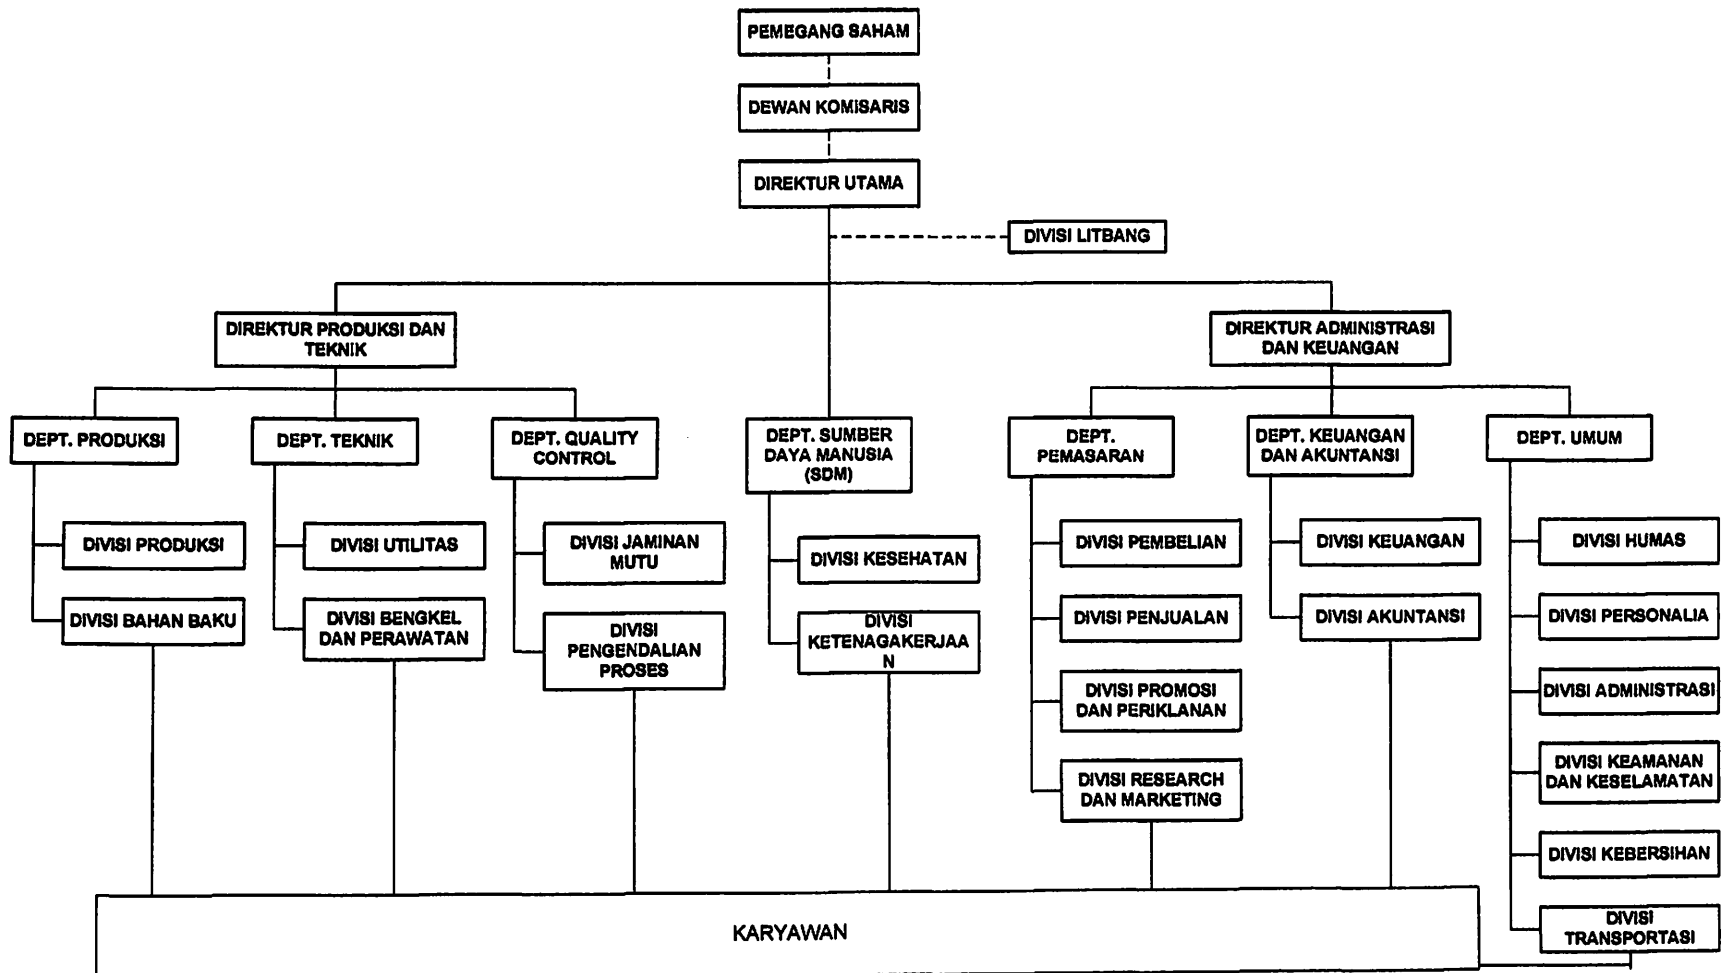 PEMEGANG SAHAM
DEWAN KOMISARIS
DIREKTUR UTAMA
DIVISI LITBANG
DIREKTUR PRODUKSI DAN
TEKNIK
DIREKTUR ADMINISTRASI
DAN KEUANGAN
DEPT. PRODUKSI
DEPT. TEKNIK
DEPT. QUALITY
CONTROL
DEPT. SUMBER
DAYA MANUSIA
(SDM)
DEPT.
PEMASARAN
DEPT. KEUANGAN
DAN AKUNTANSI
DEPT. UMUM
DIVISI PRODUKSI
DIVISI BAHAN BAKU
DIVISI UTILITAS
DIVISI BENGKEL
DAN PERAWATAN
DIVISI JAMINAN
MUTU
DIVISI
PENGENDALIAN
PROSES
DIVISI KESEHATAN
DIVISI
KETENAGAKERJAA
N
DIVISI PEMBELIAN
DIVISI PENJUALAN
DIVISI PROMOSI
DAN PERIKLANAN
DIVISI RESEARCH
DAN MARKETING
DIVISI KEUANGAN
DIVISI AKUNTANSI
DIVISI HUMAS
DIVISI PERSONALIA
DIVISI ADMINISTRASI
DIVISI KEAMANAN
DAN KESELAMATAN
DIVISI KEBERSIHAN
DIVISI
TRANSPORTASI
KARYAWAN